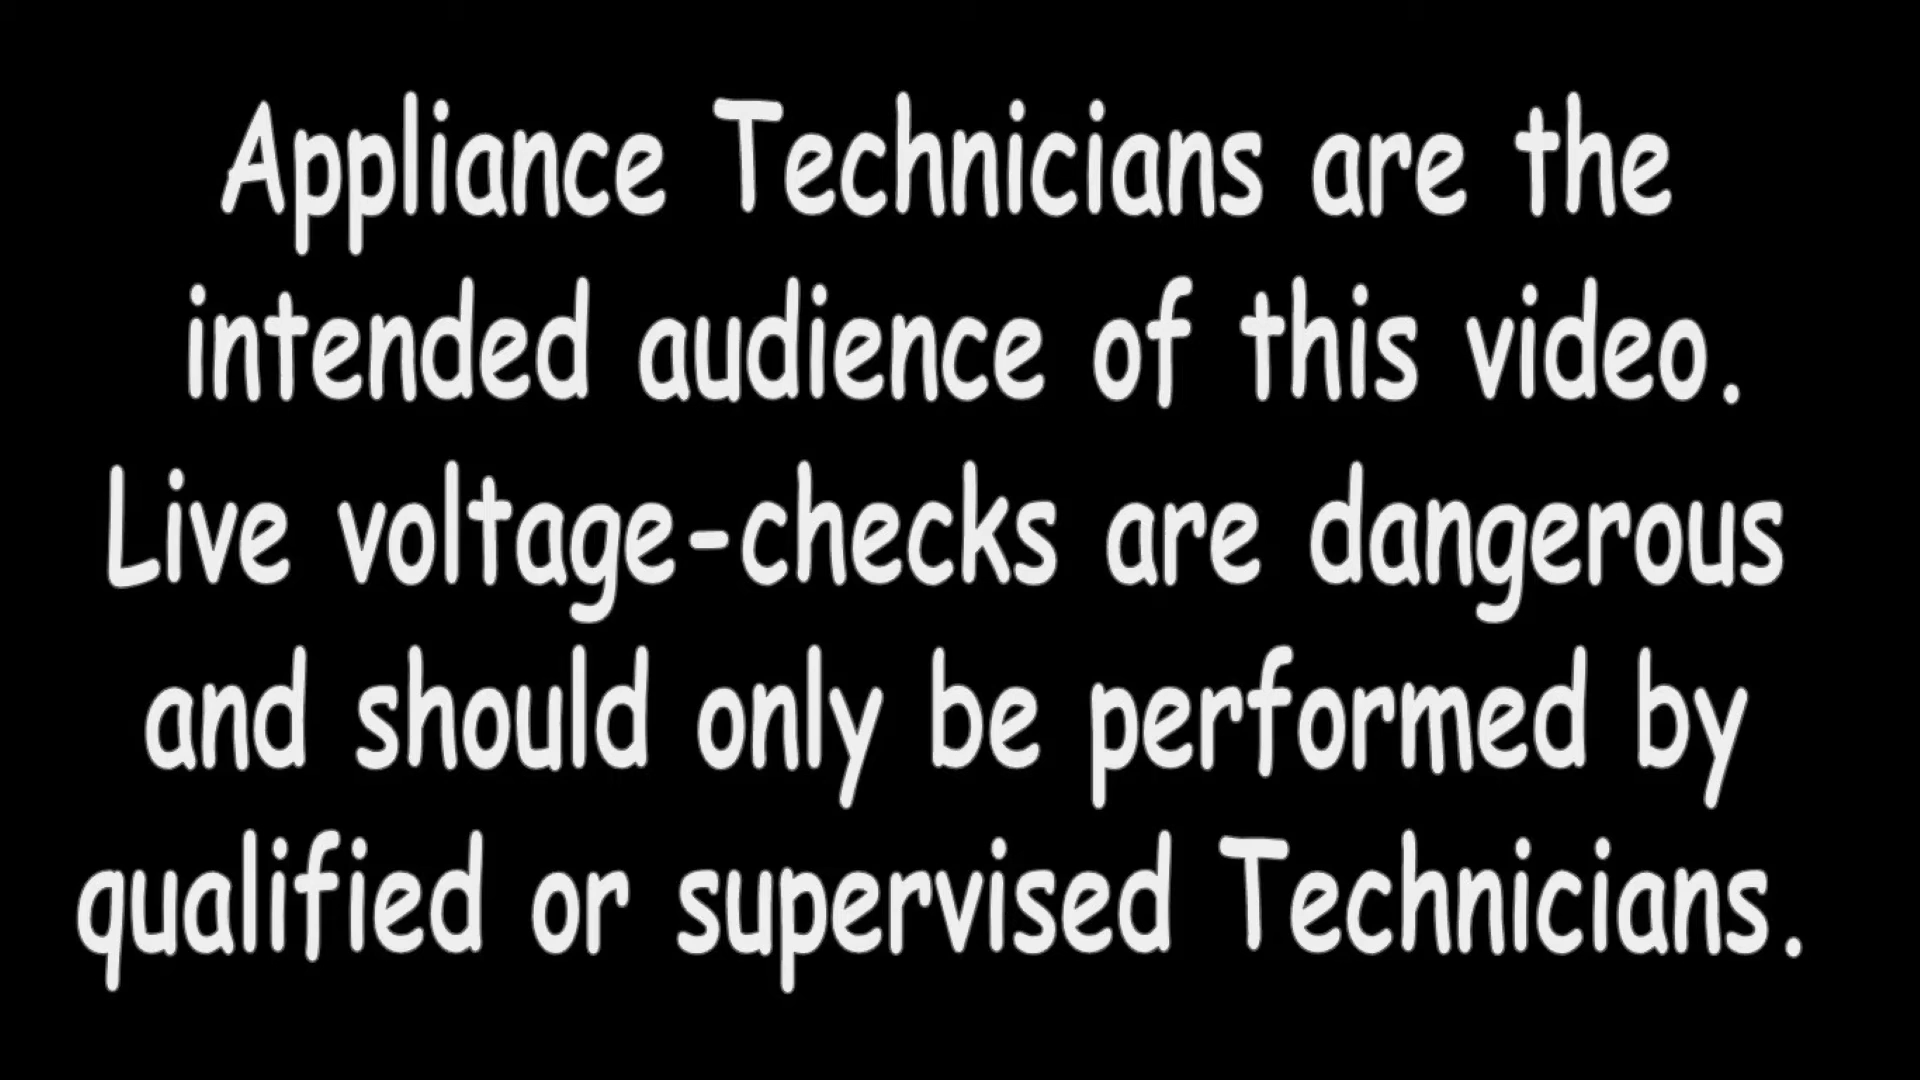 Appliance Technicians are the
intended audience of this video.
Live voltage-checks are dangerous
and should only be performed by
qualified or supervised Technicians.